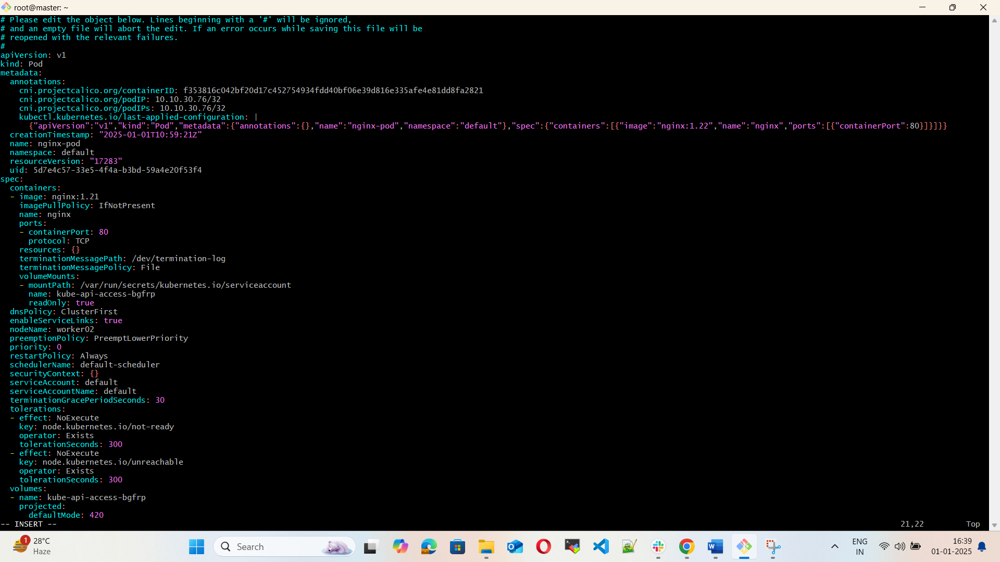 root@master: ~
# Please edit the object below. Lines beginning with a '#' will be ignored,
# and an empty file will abort the edit. If an error occurs while saving this file will be
# reopened with the relevant failures.
#
apiVersion: v1
kind: Pod
metadata:
  annotations:
    cni.projectcalico.org/containerID: f353816c042bf20d17c452754934fdd40bf06e39d816e335afe4e81dd8fa2821
    cni.projectcalico.org/podIP: 10.10.30.76/32
    cni.projectcalico.org/podIPs: 10.10.30.76/32
    kubectl.kubernetes.io/last-applied-configuration: |
      {"apiVersion":"v1","kind":"Pod","metadata":{"annotations":{},"name":"nginx-pod","namespace":"default"},"spec":{"containers":[{"image":"nginx:1.22","name":"nginx","ports":[{"containerPort":80}]}]}}
  creationTimestamp: "2025-01-01T10:59:21Z"
  name: nginx-pod
  namespace: default
  resourceVersion: "17283"
  uid: 5d7e4c57-33e5-4f4a-b3bd-59a4e20f53f4
spec:
  containers:
  - image: nginx:1.21
    imagePullPolicy: IfNotPresent
    name: nginx
    ports:
    - containerPort: 80
      protocol: TCP
    resources: {}
    terminationMessagePath: /dev/termination-log
    terminationMessagePolicy: File
    volumeMounts:
    - mountPath: /var/run/secrets/kubernetes.io/serviceaccount
      name: kube-api-access-bgfrp
      readOnly: true
  dnsPolicy: ClusterFirst
  enableServiceLinks: true
  nodeName: worker02
  preemptionPolicy: PreemptLowerPriority
  priority: 0
  restartPolicy: Always
  schedulerName: default-scheduler
  securityContext: {}
  serviceAccount: default
  serviceAccountName: default
  terminationGracePeriodSeconds: 30
  tolerations:
  - effect: NoExecute
    key: node.kubernetes.io/not-ready
    operator: Exists
    tolerationSeconds: 300
  - effect: NoExecute
    key: node.kubernetes.io/unreachable
    operator: Exists
    tolerationSeconds: 300
  volumes:
  - name: kube-api-access-bgfrp
    projected:
      defaultMode: 420
-- INSERT -- 21,22 Top
1
28°C
Haze
Search
ENG
IN
16:39
01-01-2025